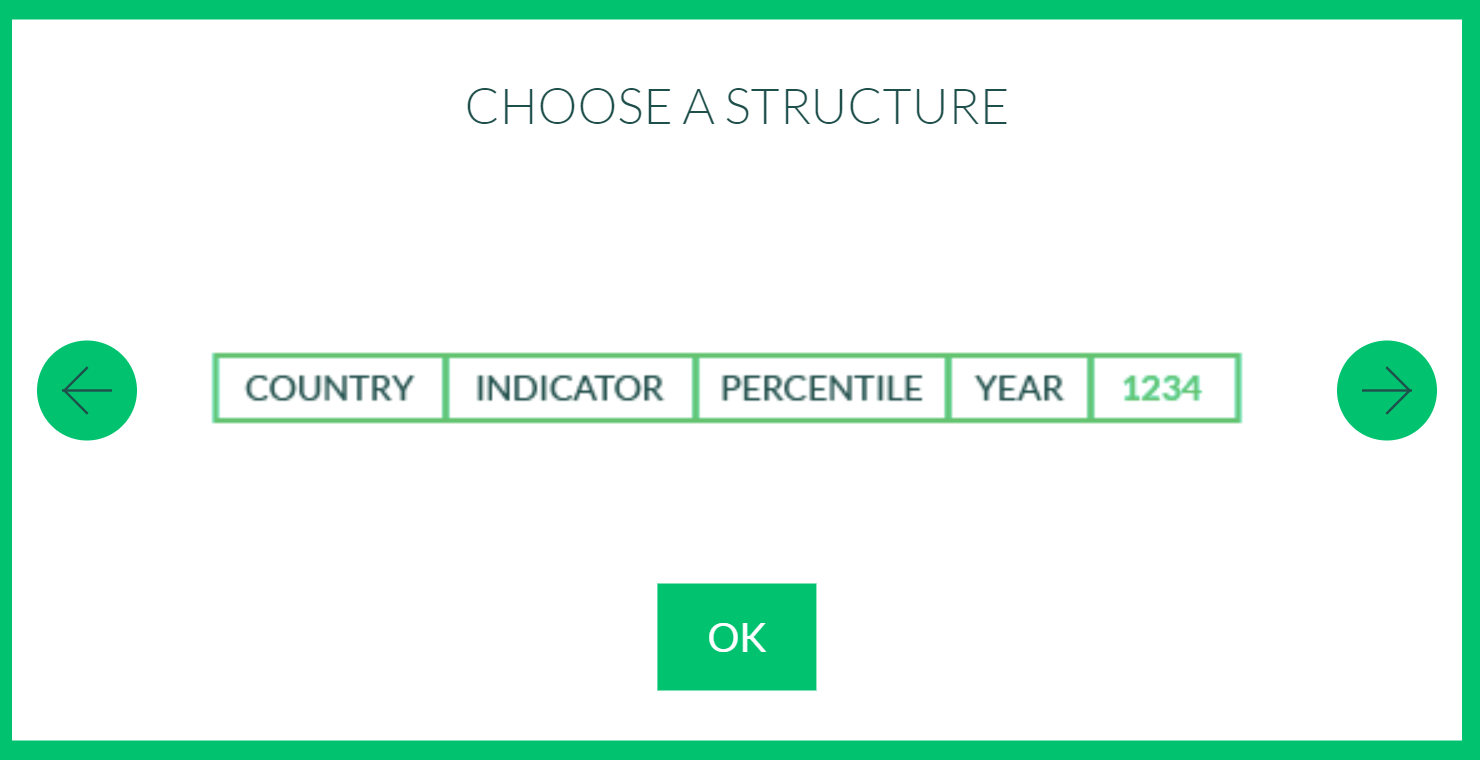 CHOOSE A STRUCTURE
COUNTRY INDICATOR PERCENTILE YEAR 1234
OK